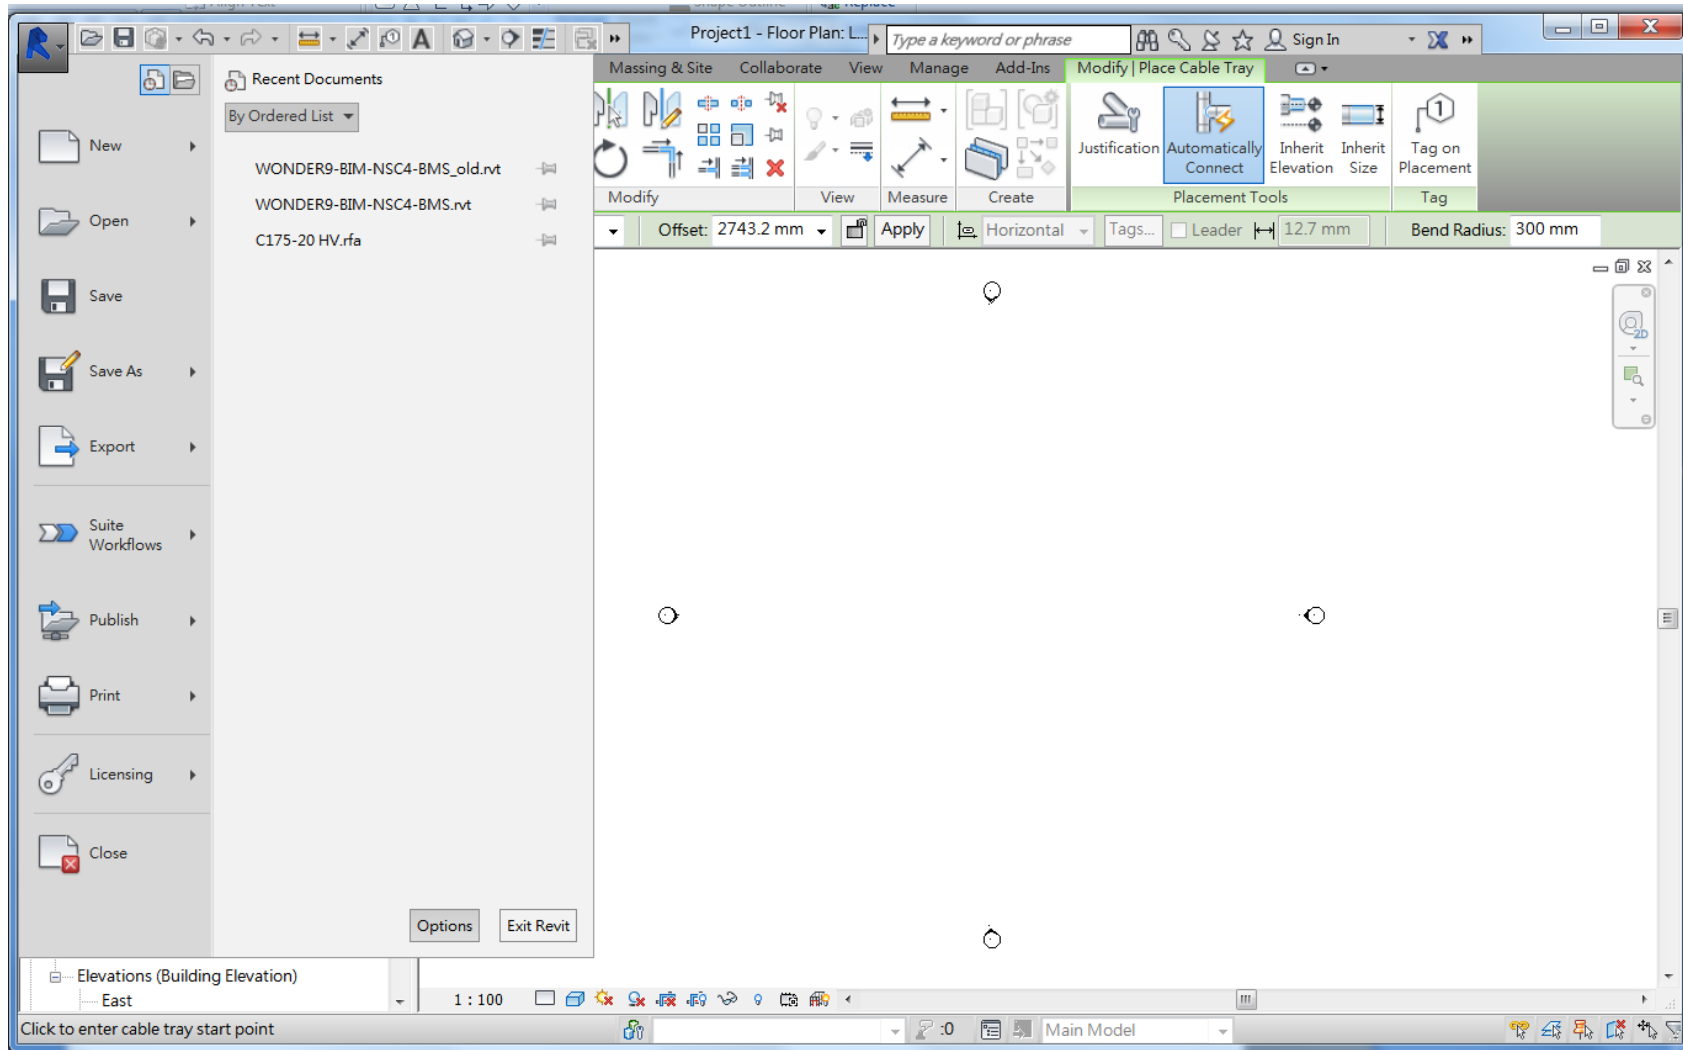 Project1 - Floor Plan: L...
Type a keyword or phrase
Sign In
Massing & Site
Collaborate
View
Manage
Add-Ins
Modify | Place Cable Tray
Recent Documents
By Ordered List
New
WONDER9-BIM-NSC4-BMS_old.rvt
WONDER9-BIM-NSC4-BMS.rvt
Open
C175-20 HV.rfa
Save
Save As
Export
Suite
Workflows
Publish
Print
Licensing
Close
Options
Exit Revit
Justification
Automatically
Connect
Inherit
Elevation
Inherit
Size
Tag on
Placement
Modify
View
Measure
Create
Placement Tools
Tag
Offset: 2743.2 mm
Apply
Horizontal
Tags...
Leader
12.7 mm
Bend Radius: 300 mm
2D
Elevations (Building Elevation)
East
1 : 100
Click to enter cable tray start point
:0
Main Model